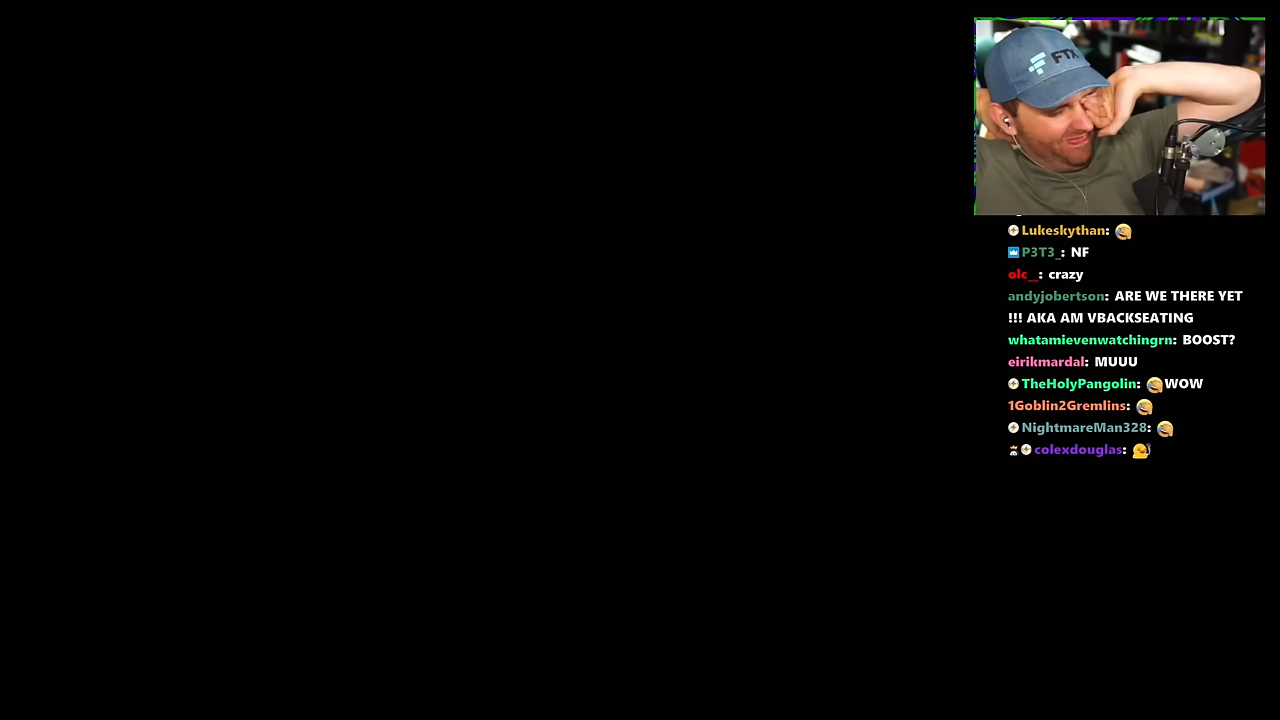 FTX
Lukeskythan:
P3T3_: NF
olc__: crazy
andyjobertson: ARE WE THERE YET
!!! AKA AM VBACKSEATING
whatamievenwatchingrn: BOOST?
eirikmardal: MUUU
TheHolyPangolin: WOW
1Goblin2Gremlins:
NightmareMan328:
colexdouglas: